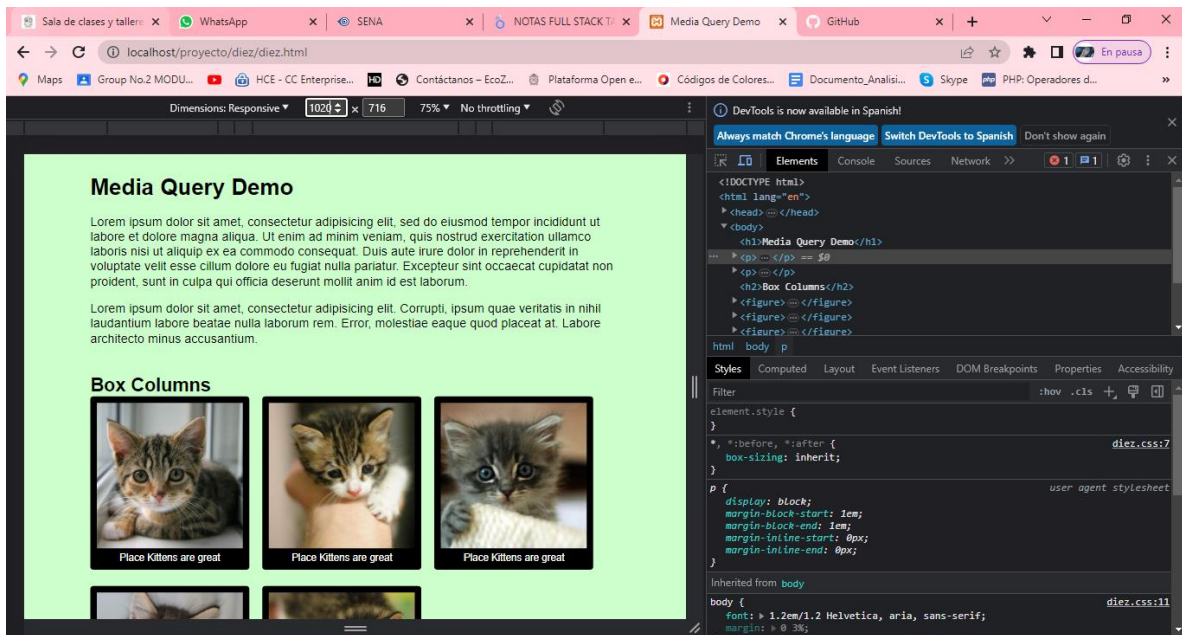 Sala de clases y tallere
WhatsApp
SENA
NOTAS FULL STACK TA
Media Query Demo
GitHub
localhost/proyecto/diez/diez.html
En pausa
Maps
Group No.2 MODU...
HCE - CC Enterprise...
HD
Contáctanos – EcoZ...
Plataforma Open e...
Códigos de Colores...
Documento_Analisi...
Skype
php
PHP: Operadores d...
»
Dimensions: Responsive
1020 x 716
75%
No throttling
Media Query Demo
Lorem ipsum dolor sit amet, consectetur adipisicing elit, sed do eiusmod tempor incididunt ut
labore et dolore magna aliqua. Ut enim ad minim veniam, quis nostrud exercitation ullamco
laboris nisi ut aliquip ex ea commodo consequat. Duis aute irure dolor in reprehenderit in
voluptate velit esse cillum dolore eu fugiat nulla pariatur. Excepteur sint occaecat cupidatat non
proident, sunt in culpa qui officia deserunt mollit anim id est laborum.
Lorem ipsum dolor sit amet, consectetur adipisicing elit. Corrupti, ipsum quae veritatis in nihil
laudantium labore beatae nulla laborum rem. Error, molestiae eaque quod placeat at. Labore
architecto minus accusantium.
Box Columns
Place Kittens are great
Place Kittens are great
Place Kittens are great
DevTools is now available in Spanish!
Always match Chrome's language
Switch DevTools to Spanish
Don't show again
Elements
Console
Sources
Network
»
1
1
<!DOCTYPE html>
<html lang="en">
<head> … </head>
<body>
<h1>Media Query Demo</h1>
<p> … </p> == $0
<p> … </p>
<h2>Box Columns</h2>
<figure> … </figure>
<figure> … </figure>
<figure> … </figure>
html body p
Styles
Computed
Layout
Event Listeners
DOM Breakpoints
Properties
Accessibility
Filter
:hov .cls +
element.style {
}
*, *:before, *:after { diez.css:7
box-sizing: inherit;
}
p { user agent stylesheet
display: block;
margin-block-start: 1em;
margin-block-end: 1em;
margin-inline-start: 0px;
margin-inline-end: 0px;
}
Inherited from body
body { diez.css:11
font: 1.2em/1.2 Helvetica, aria, sans-serif;
margin: 0 3%;